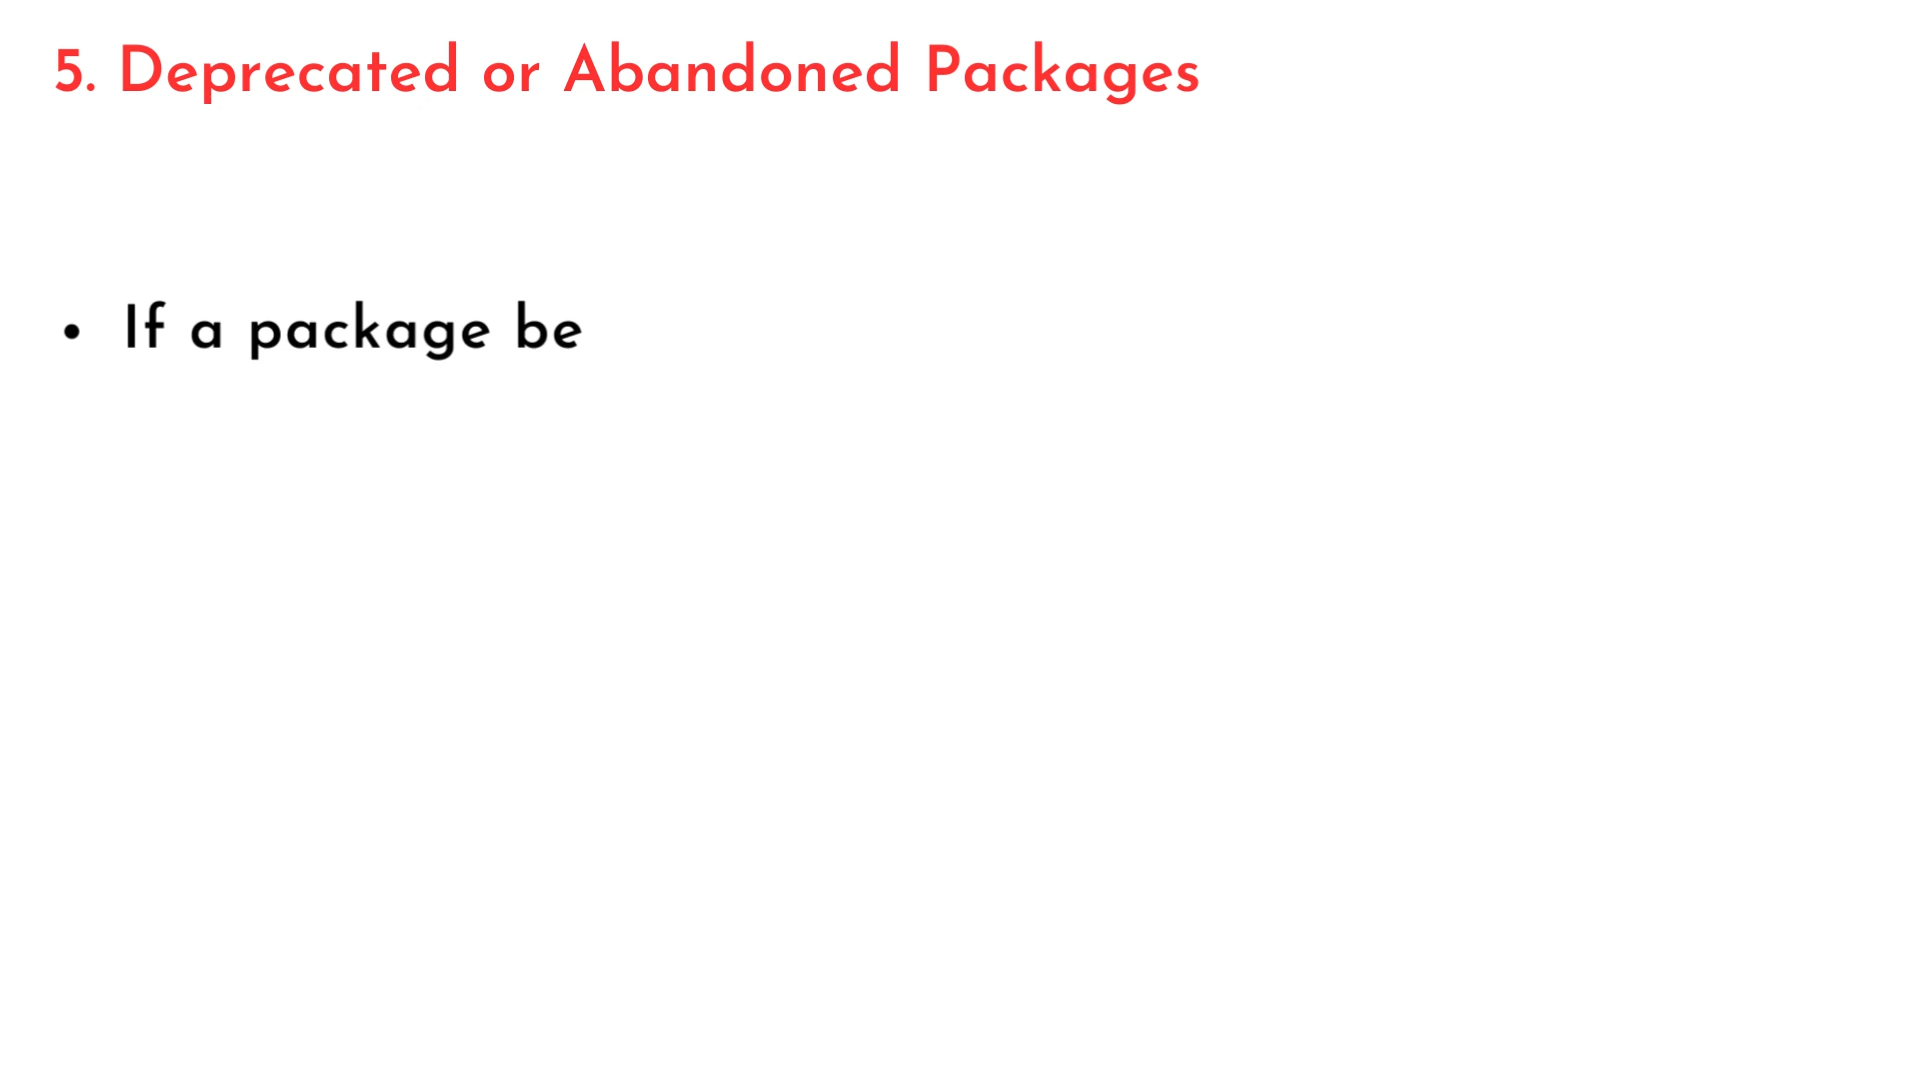 5. Deprecated or Abandoned Packages
• If a package be